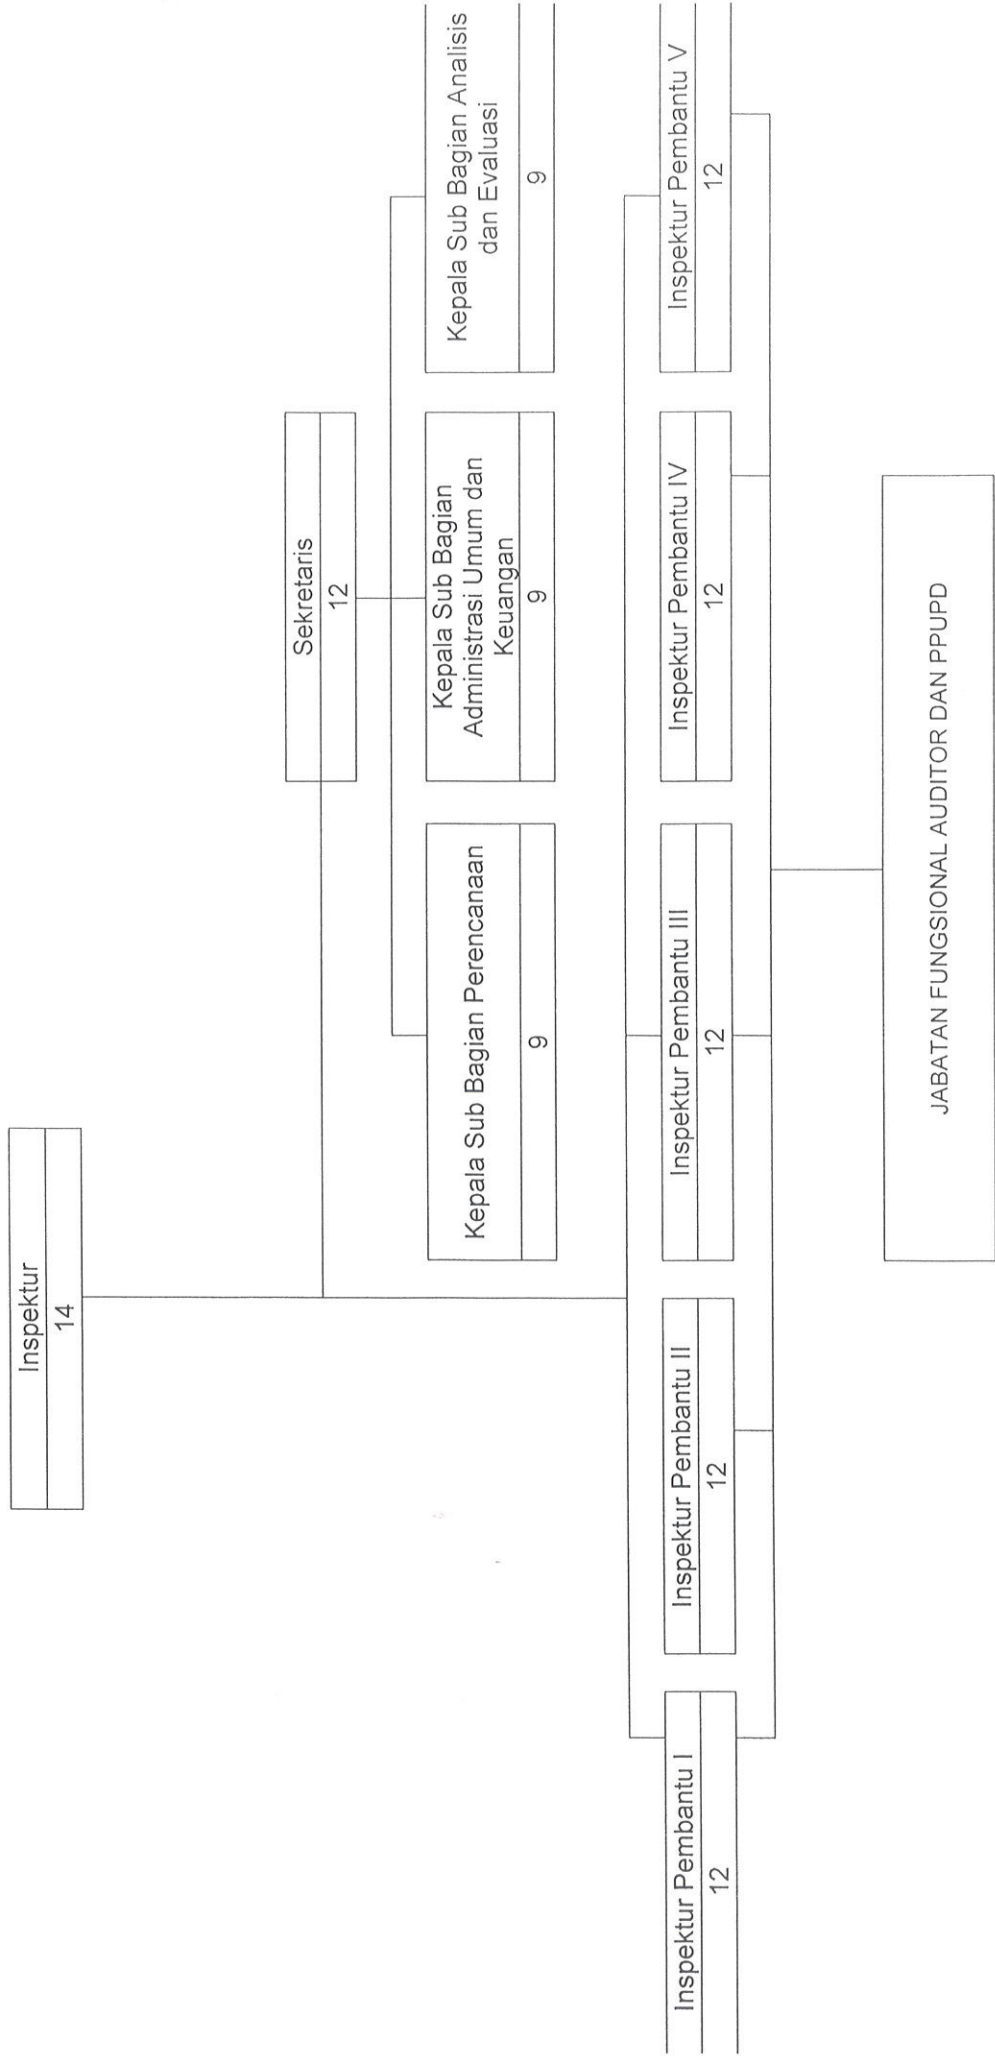 Inspektur
14
Sekretaris
12
Kepala Sub Bagian Perencanaan
9
Kepala Sub Bagian
Administrasi Umum dan
Keuangan
9
Kepala Sub Bagian Analisis
dan Evaluasi
9
Inspektur Pembantu I
12
Inspektur Pembantu II
12
Inspektur Pembantu III
12
Inspektur Pembantu IV
12
Inspektur Pembantu V
12
JABATAN FUNGSIONAL AUDITOR DAN PPUPD